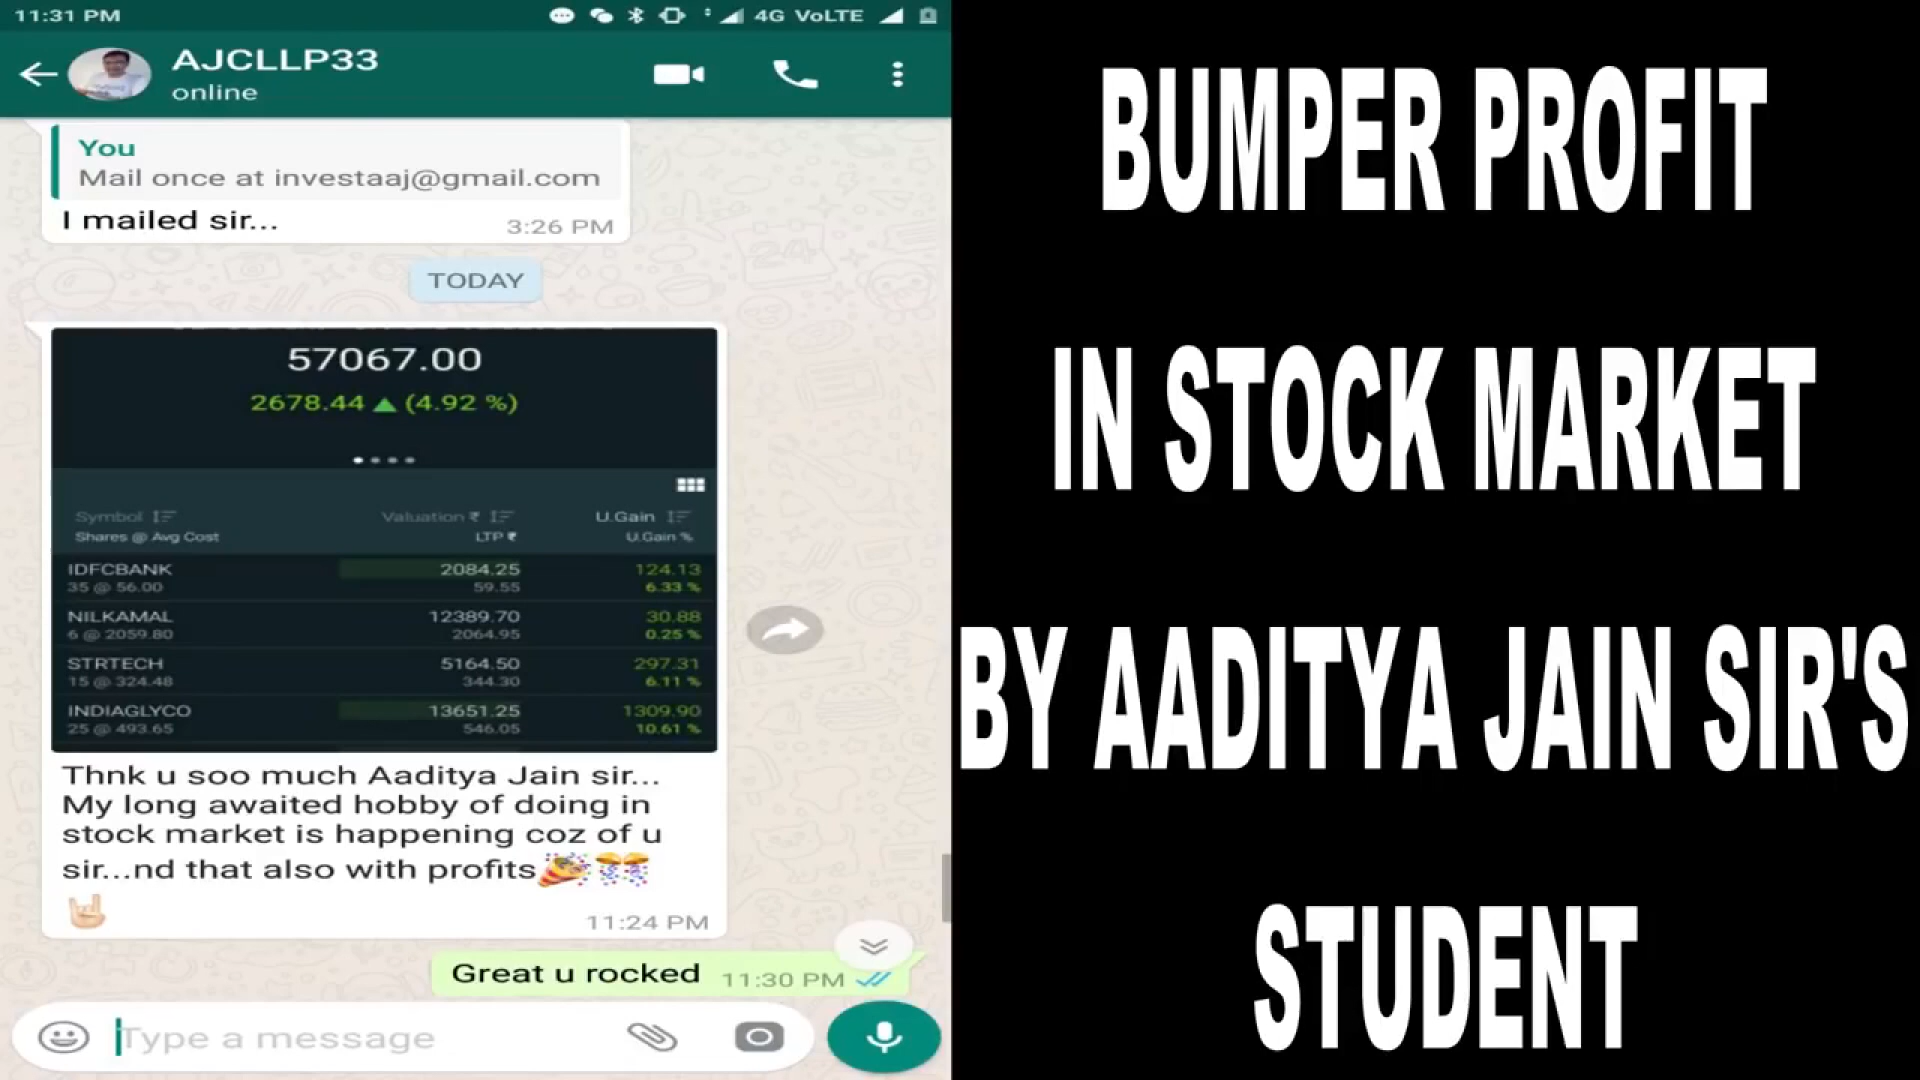 11:31 PM
4G VoLTE
AJCLLP33
online
You
Mail once at investaaj@gmail.com
I mailed sir...
3:26 PM
TODAY
57067.00
2678.44 ▲ (4.92 %)
Symbol Valuation ₹ U.Gain
Shares @ Avg Cost LTP ₹ U.Gain %
IDFCBANK 2084.25 124.13
35 @ 56.00 59.55 6.33 %
NILKAMAL 12389.70 30.88
6 @ 2059.80 2064.95 0.25 %
STRTECH 5164.50 297.31
15 @ 324.48 344.30 6.11 %
INDIAGLYCO 13651.25 1309.90
25 @ 493.65 546.05 10.61 %
Thnk u soo much Aaditya Jain sir...
My long awaited hobby of doing in
stock market is happening coz of u
sir...nd that also with profits🎉🎊
🤘🏻
11:24 PM
Great u rocked 11:30 PM
Type a message
BUMPER PROFIT
IN STOCK MARKET
BY AADITYA JAIN SIR'S
STUDENT